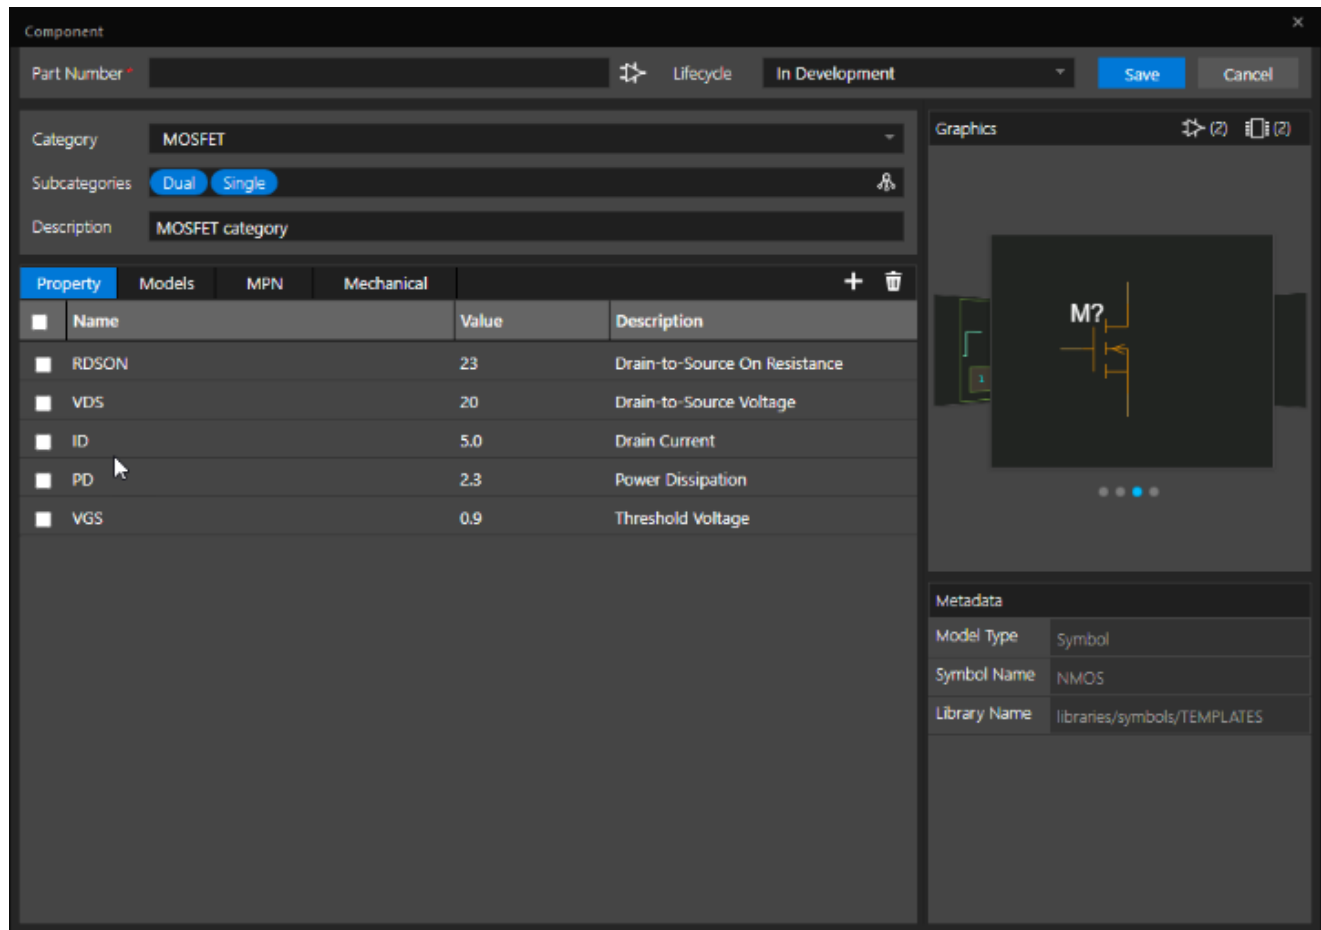 Component
Part Number * Lifecycle In Development Save Cancel
Category MOSFET
Subcategories Dual Single
Description MOSFET category
Property Models MPN Mechanical
Name Value Description
RDSON 23 Drain-to-Source On Resistance
VDS 20 Drain-to-Source Voltage
ID 5.0 Drain Current
PD 2.3 Power Dissipation
VGS 0.9 Threshold Voltage
Graphics (2) (2)
M?
1
Metadata
Model Type Symbol
Symbol Name NMOS
Library Name libraries/symbols/TEMPLATES